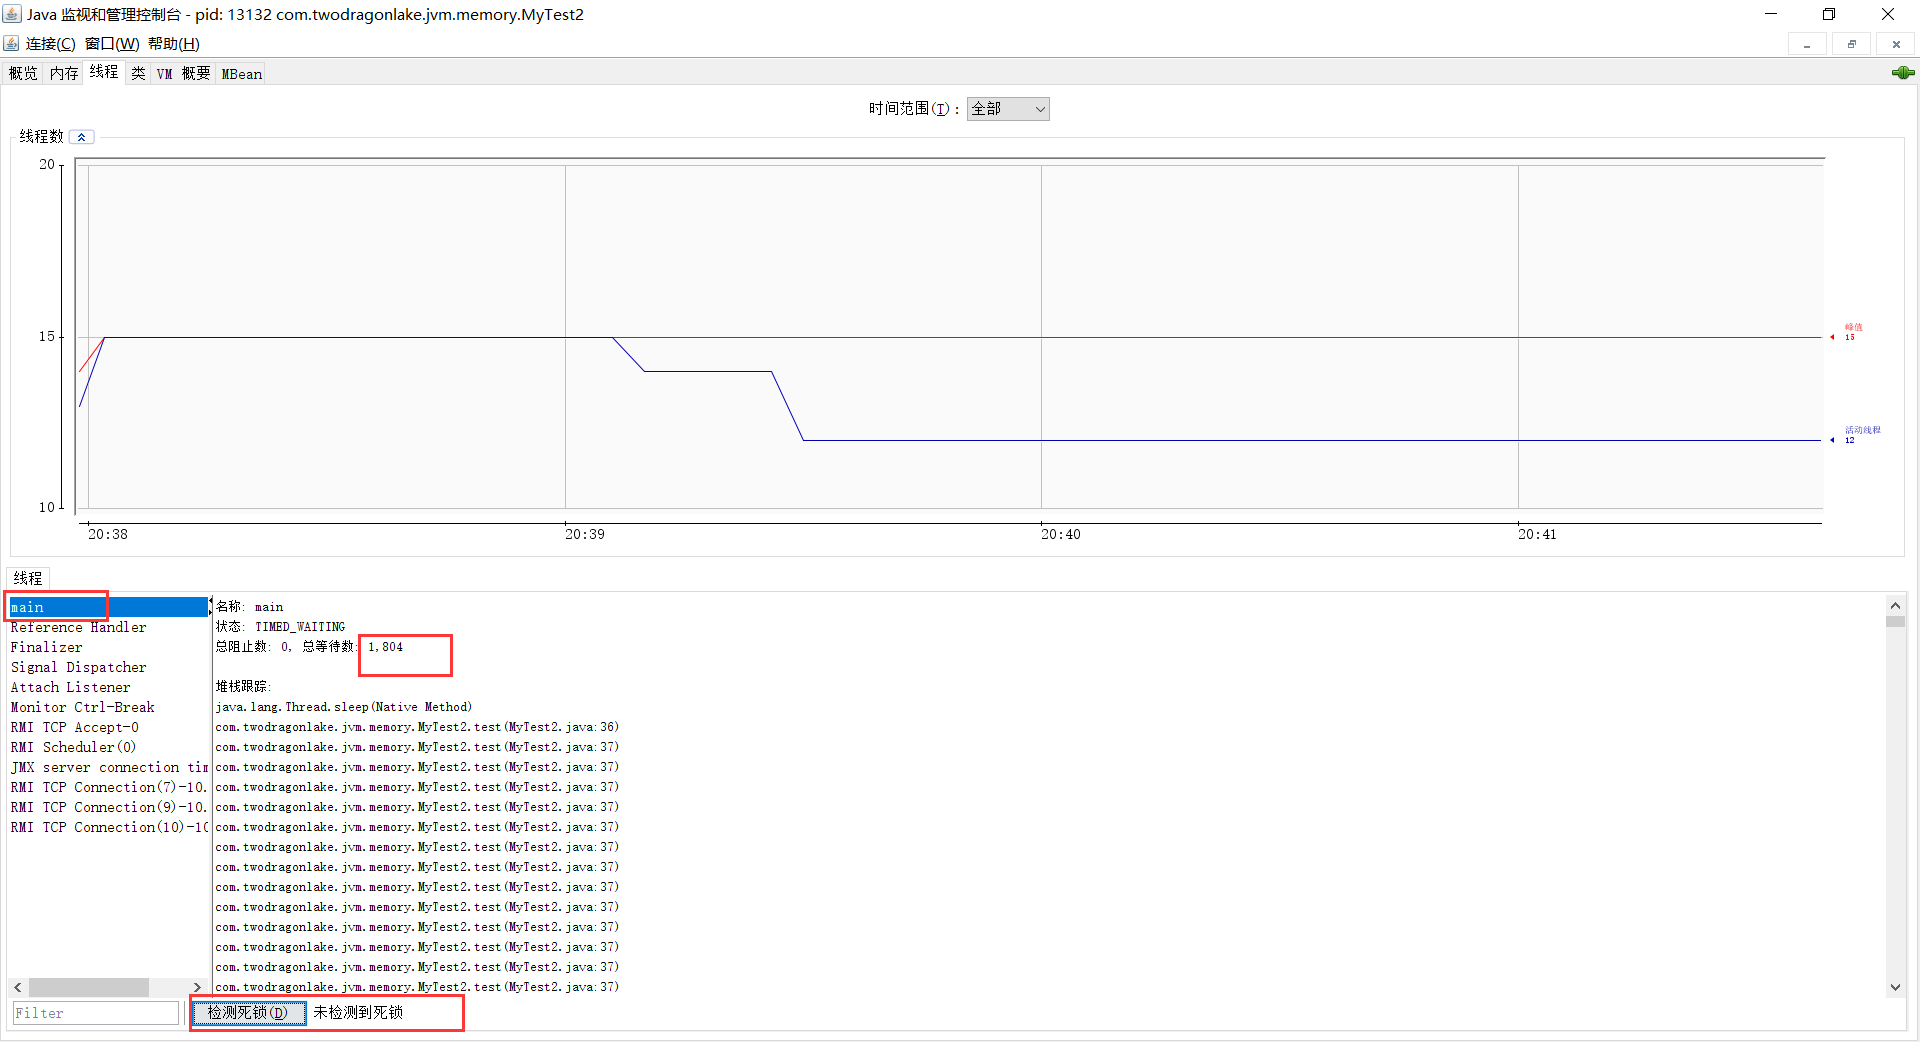 Java 监视和管理控制台 - pid: 13132 com.twodragonlake.jvm.memory.MyTest2
连接(C) 窗口(W) 帮助(H)
概览 内存 线程 类 VM 概要 MBean
时间范围(T): 全部
线程数
20
15
10
峰值
15
活动线程
12
20:38 20:39 20:40 20:41
线程
main
Reference Handler
Finalizer
Signal Dispatcher
Attach Listener
Monitor Ctrl-Break
RMI TCP Accept-0
RMI Scheduler(0)
JMX server connection tim
RMI TCP Connection(7)-10.
RMI TCP Connection(9)-10.
RMI TCP Connection(10)-10
名称: main
状态: TIMED_WAITING
总阻止数: 0, 总等待数: 1,804
堆栈跟踪:
java.lang.Thread.sleep(Native Method)
com.twodragonlake.jvm.memory.MyTest2.test(MyTest2.java:36)
com.twodragonlake.jvm.memory.MyTest2.test(MyTest2.java:37)
com.twodragonlake.jvm.memory.MyTest2.test(MyTest2.java:37)
com.twodragonlake.jvm.memory.MyTest2.test(MyTest2.java:37)
com.twodragonlake.jvm.memory.MyTest2.test(MyTest2.java:37)
com.twodragonlake.jvm.memory.MyTest2.test(MyTest2.java:37)
com.twodragonlake.jvm.memory.MyTest2.test(MyTest2.java:37)
com.twodragonlake.jvm.memory.MyTest2.test(MyTest2.java:37)
com.twodragonlake.jvm.memory.MyTest2.test(MyTest2.java:37)
com.twodragonlake.jvm.memory.MyTest2.test(MyTest2.java:37)
com.twodragonlake.jvm.memory.MyTest2.test(MyTest2.java:37)
com.twodragonlake.jvm.memory.MyTest2.test(MyTest2.java:37)
com.twodragonlake.jvm.memory.MyTest2.test(MyTest2.java:37)
com.twodragonlake.jvm.memory.MyTest2.test(MyTest2.java:37)
Filter 检测死锁(D) 未检测到死锁